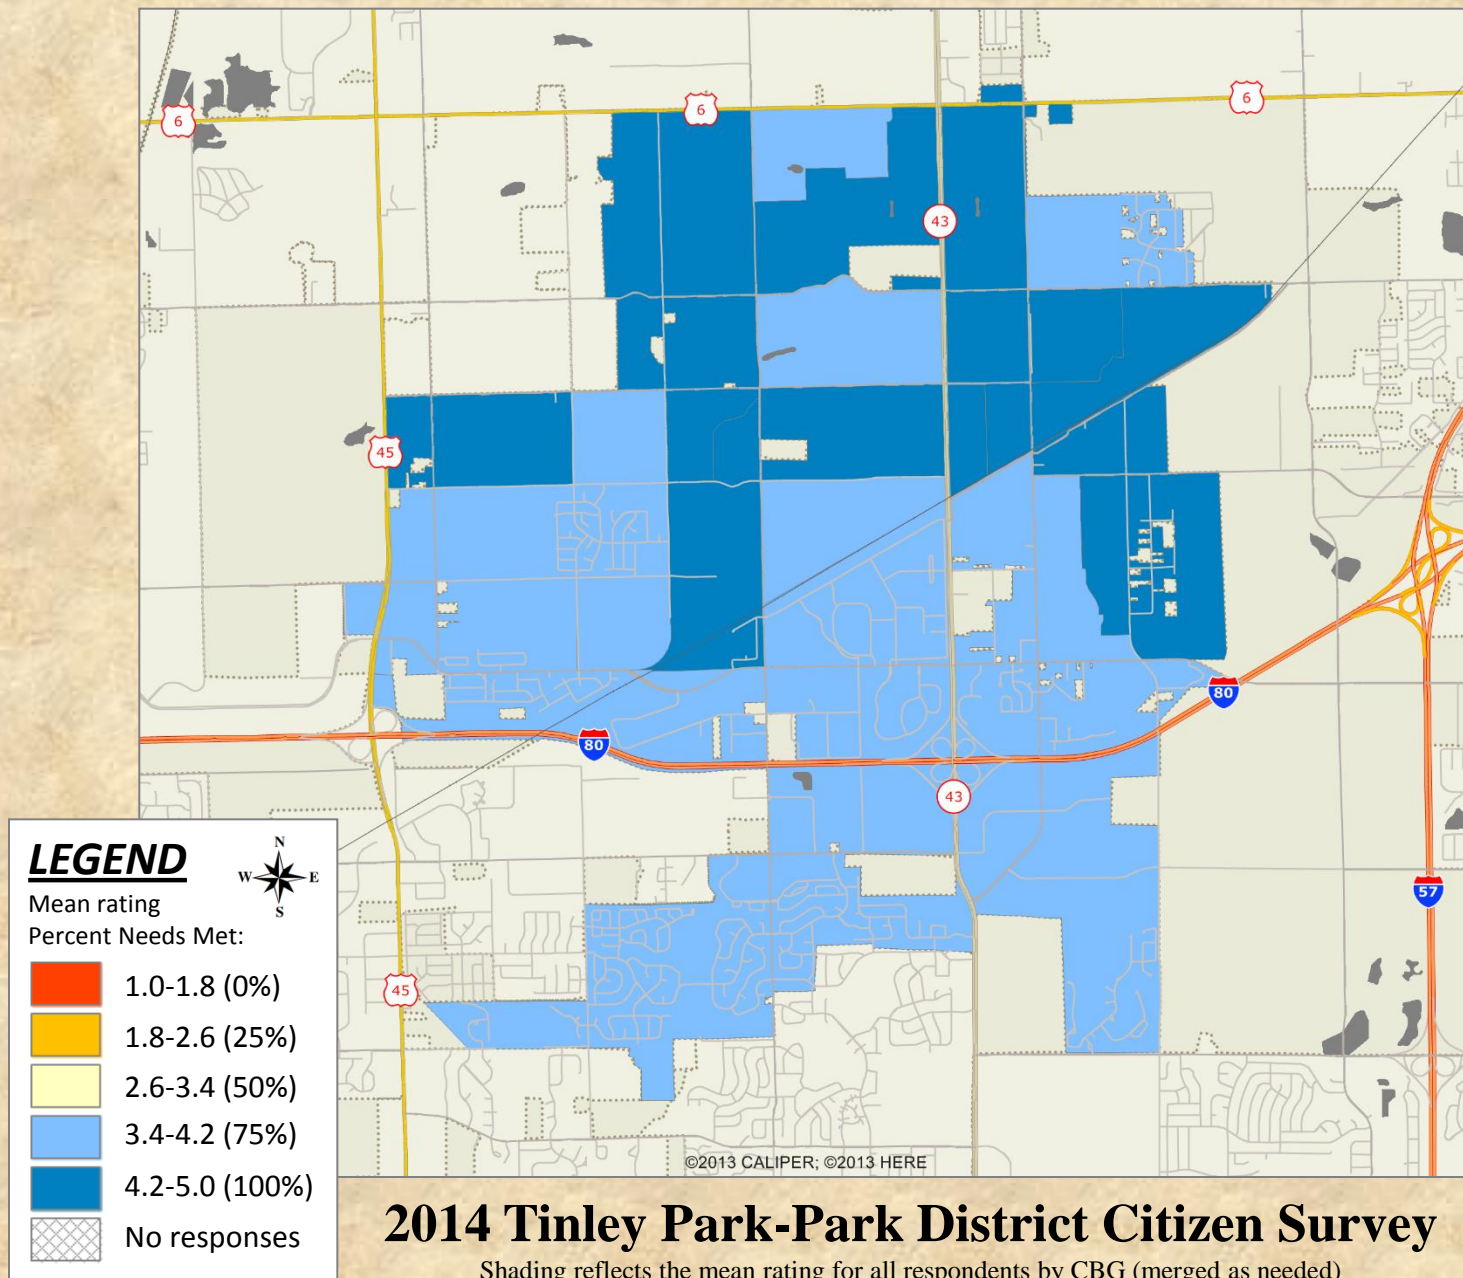 6
6
6
43
45
80
80
43
57
45
LEGEND
N
W E
S
Mean rating
Percent Needs Met:
1.0-1.8 (0%)
1.8-2.6 (25%)
2.6-3.4 (50%)
3.4-4.2 (75%)
4.2-5.0 (100%)
No responses
©2013 CALIPER; ©2013 HERE
2014 Tinley Park-Park District Citizen Survey
Shading reflects the mean rating for all respondents by CBG (merged as needed)